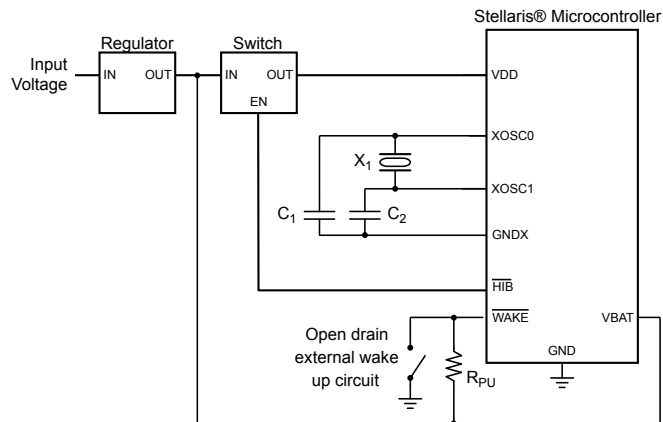 Stellaris® Microcontroller
Input
Voltage
Regulator
IN OUT
Switch
IN OUT
EN
VDD
XOSC0
X1
XOSC1
C1 C2
GNDX
HIB
WAKE
VBAT
Open drain
external wake
up circuit
RPU
GND